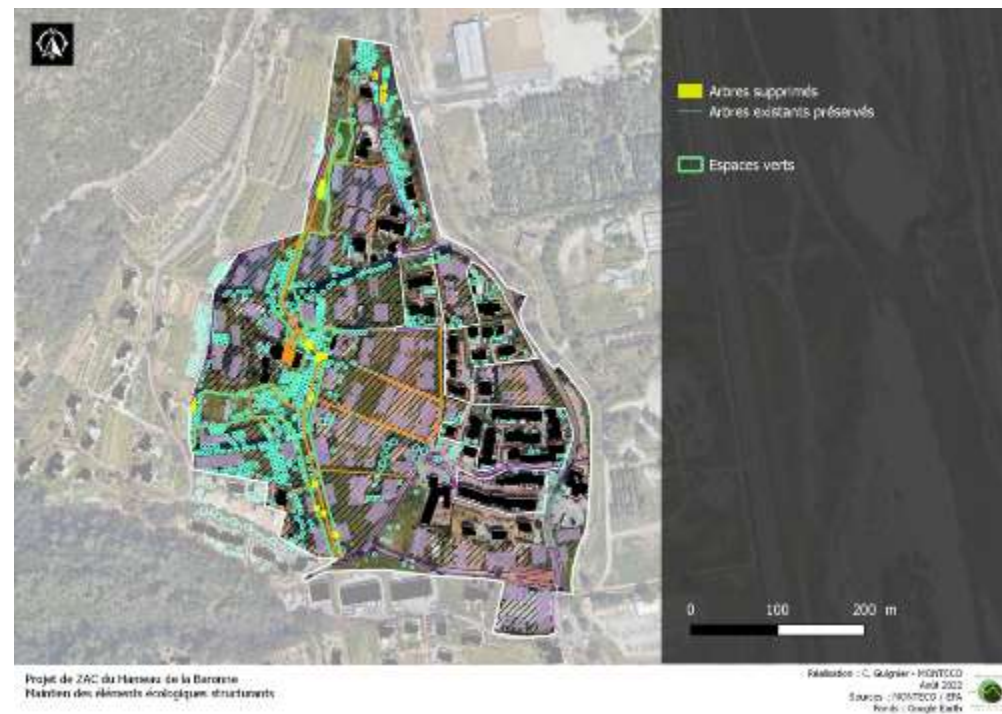 Arbres supprimés
Arbres existants préservés
Espaces verts
0 100 200 m
Projet de ZAC du Hameau de la Baronne
Maintien des éléments écologiques structurants
Réalisation : C. Guignier - MONTECO
Août 2022
Sources : MONTECO / EPA
Fonds : Google Earth